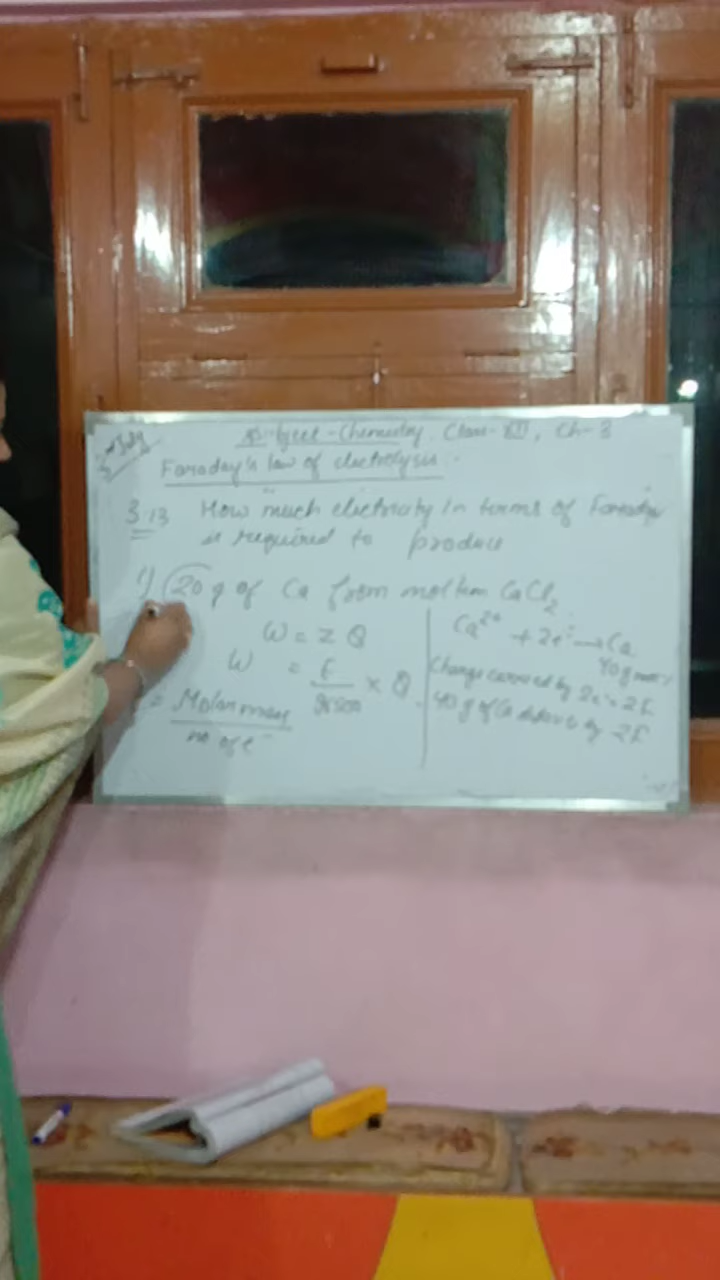 Subject-Chemistry, Class-XII, Ch-3
Faraday's law of electrolysis.
3.13 How much electricity in terms of Faraday
is required to produce
1) 20 g of Ca from molten CaCl2
W = Z Q
W = E/96500 × Q
= Molar mass
no of e⁻
Ca²⁺ + 2e⁻ → Ca
Charge carried by 2e⁻ = 2F
40 g of Ca by 2F